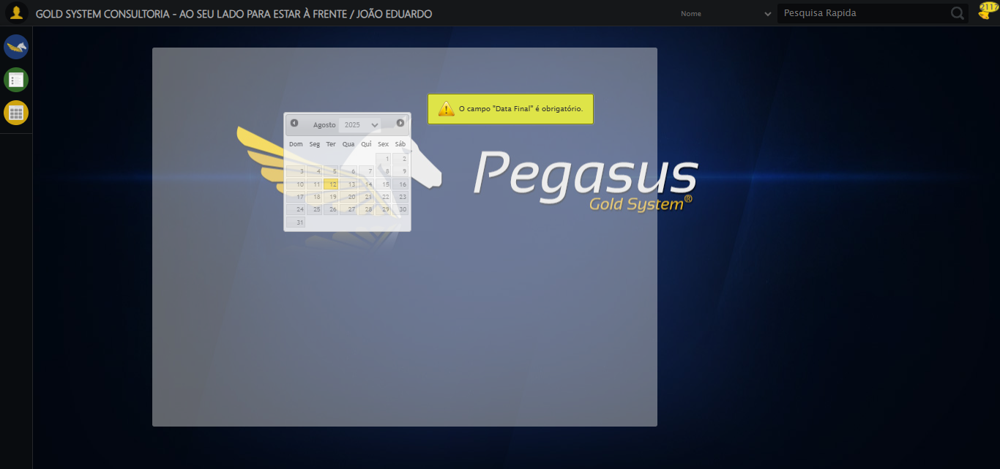 GOLD SYSTEM CONSULTORIA - AO SEU LADO PARA ESTAR À FRENTE / JOÃO EDUARDO
Nome
Pesquisa Rapida
2117
O campo "Data Final" é obrigatório.
Agosto 2025
Dom Seg Ter Qua Qui Sex Sáb
1 2
3 4 5 6 7 8 9
10 11 12 13 14 15 16
17 18 19 20 21 22 23
24 25 26 27 28 29 30
31
Pegasus
Gold System®